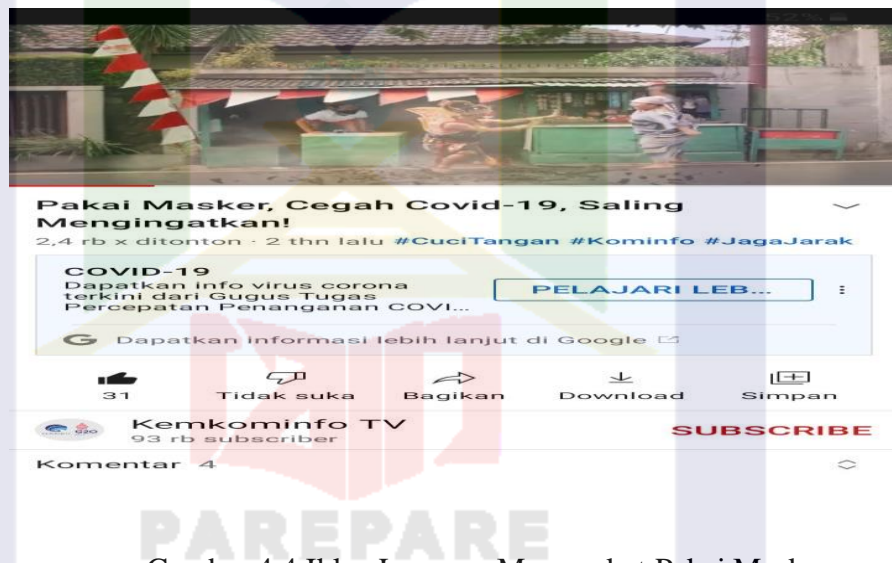 52%
Pakai Masker, Cegah Covid-19, Saling
Mengingatkan!
2,4 rb x ditonton · 2 thn lalu #CuciTangan #Kominfo #JagaJarak
COVID-19
Dapatkan info virus corona
terkini dari Gugus Tugas
Percepatan Penanganan COVI...
PELAJARI LEB...
G Dapatkan informasi lebih lanjut di Google
31 Tidak suka Bagikan Download Simpan
Kemkominfo TV
93 rb subscriber
SUBSCRIBE
Komentar 4
PAREPARE